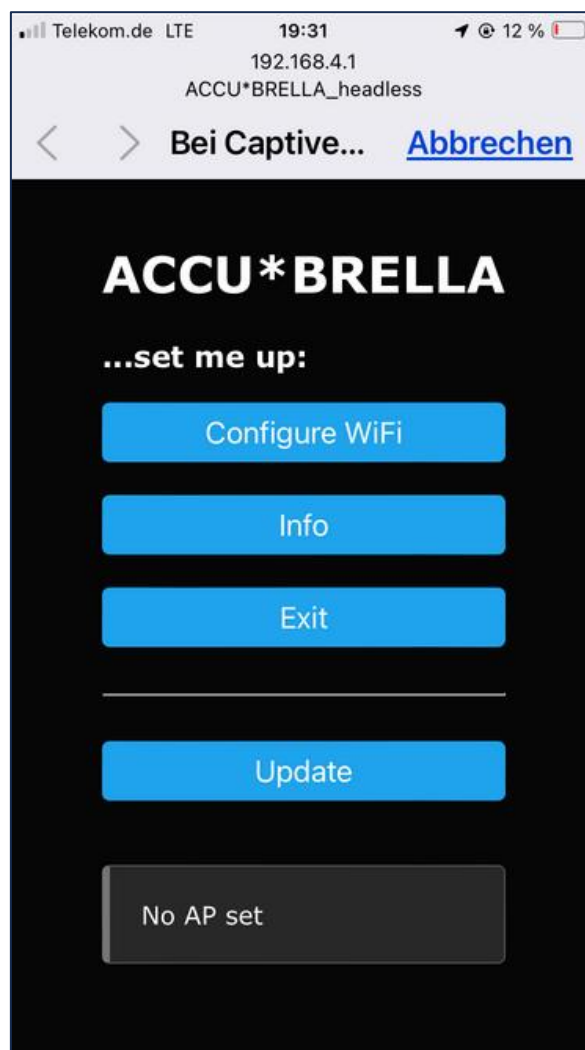 Telekom.de LTE 19:31 12 %
192.168.4.1
ACCU*BRELLA_headless
Bei Captive... Abbrechen
ACCU*BRELLA
...set me up:
Configure WiFi
Info
Exit
Update
No AP set